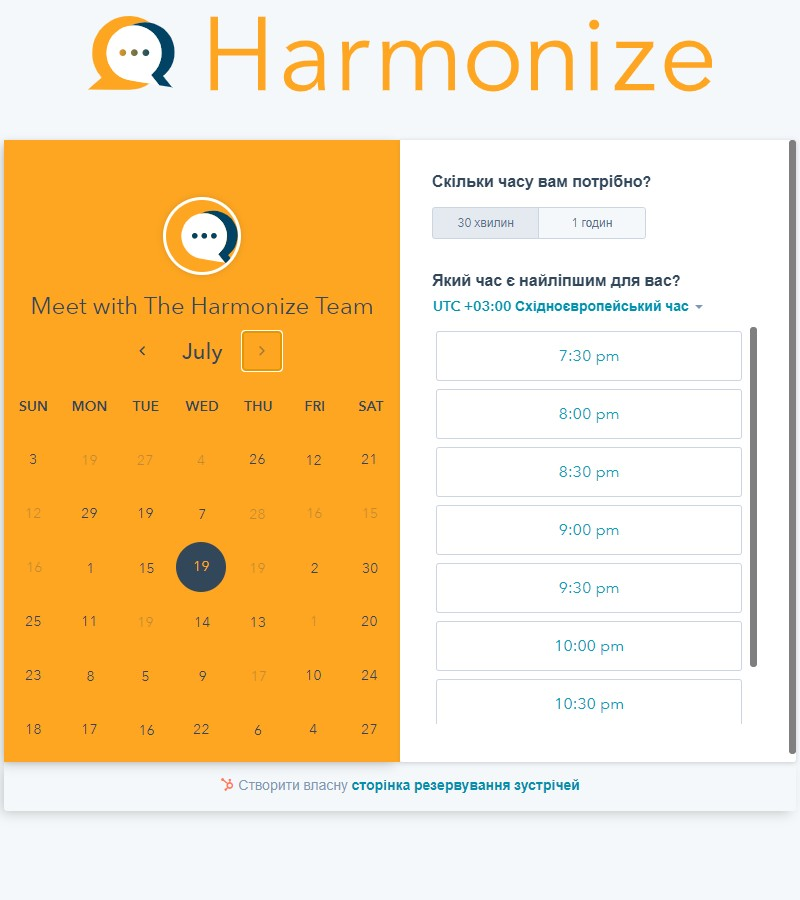 Harmonize
Meet with The Harmonize Team
July
SUN MON TUE WED THU FRI SAT
3 19 27 4 26 12 21
12 29 19 7 28 16 15
16 1 15 19 19 2 30
25 11 19 14 13 1 20
23 8 5 9 17 10 24
18 17 16 22 6 4 27
Скільки часу вам потрібно?
30 хвилин 1 годин
Який час є найліпшим для вас?
UTC +03:00 Східноєвропейський час
7:30 pm
8:00 pm
8:30 pm
9:00 pm
9:30 pm
10:00 pm
10:30 pm
Створити власну сторінка резервування зустрічей